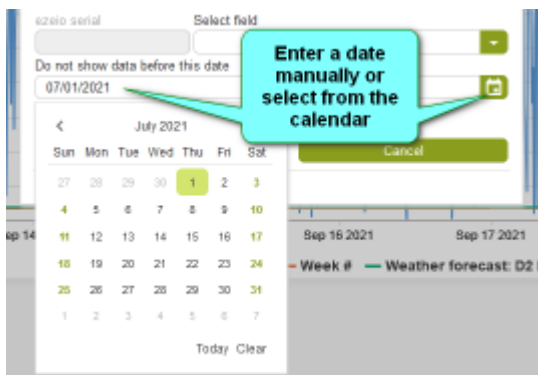 ezeio serial Select field
Do not show data before this date
07/01/2021
Enter a date
manually or
select from the
calendar
Cancel
< July 2021
Sun Mon Tue Wed Thu Fri Sat
27 28 29 30 1 2 3
4 5 6 7 8 9 10
11 12 13 14 15 16 17
18 19 20 21 22 23 24
25 26 27 28 29 30 31
1 2 3 4 5 6 7
Today Clear
ep 14 Sep 16 2021 Sep 17 2021
Week # Weather forecast: D2